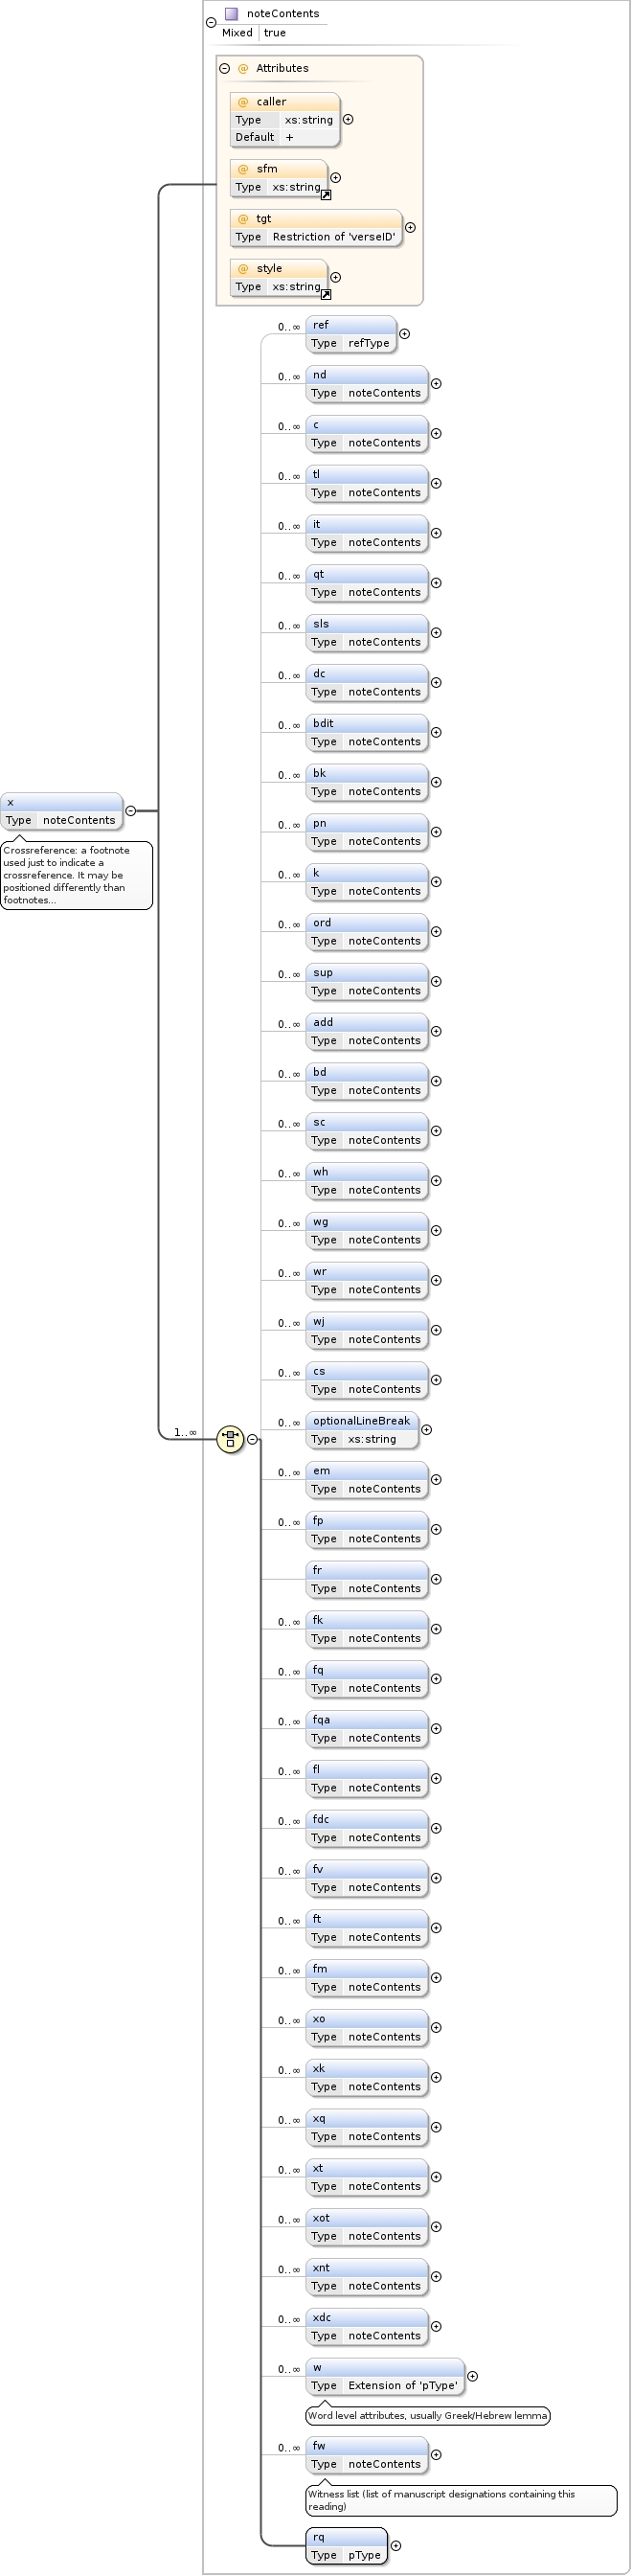 noteContents
Mixed true
@ Attributes
@ caller
Type xs:string
Default +
@ sfm
Type xs:string
@ tgt
Type Restriction of 'verseID'
@ style
Type xs:string
0..∞ ref
Type refType
0..∞ nd
Type noteContents
0..∞ c
Type noteContents
0..∞ tl
Type noteContents
0..∞ it
Type noteContents
0..∞ qt
Type noteContents
0..∞ sls
Type noteContents
0..∞ dc
Type noteContents
0..∞ bdit
Type noteContents
0..∞ bk
Type noteContents
x
Type noteContents
Crossreference: a footnote
used just to indicate a
crossreference. It may be
positioned differently than
footnotes...
0..∞ pn
Type noteContents
0..∞ k
Type noteContents
0..∞ ord
Type noteContents
0..∞ sup
Type noteContents
0..∞ add
Type noteContents
0..∞ bd
Type noteContents
0..∞ sc
Type noteContents
0..∞ wh
Type noteContents
0..∞ wg
Type noteContents
0..∞ wr
Type noteContents
0..∞ wj
Type noteContents
0..∞ cs
Type noteContents
1..∞
0..∞ optionalLineBreak
Type xs:string
0..∞ em
Type noteContents
0..∞ fp
Type noteContents
fr
Type noteContents
0..∞ fk
Type noteContents
0..∞ fq
Type noteContents
0..∞ fqa
Type noteContents
0..∞ fl
Type noteContents
0..∞ fdc
Type noteContents
0..∞ fv
Type noteContents
0..∞ ft
Type noteContents
0..∞ fm
Type noteContents
0..∞ xo
Type noteContents
0..∞ xk
Type noteContents
0..∞ xq
Type noteContents
0..∞ xt
Type noteContents
0..∞ xot
Type noteContents
0..∞ xnt
Type noteContents
0..∞ xdc
Type noteContents
0..∞ w
Type Extension of 'pType'
Word level attributes, usually Greek/Hebrew lemma
0..∞ fw
Type noteContents
Witness list (list of manuscript designations containing this
reading)
rq
Type pType